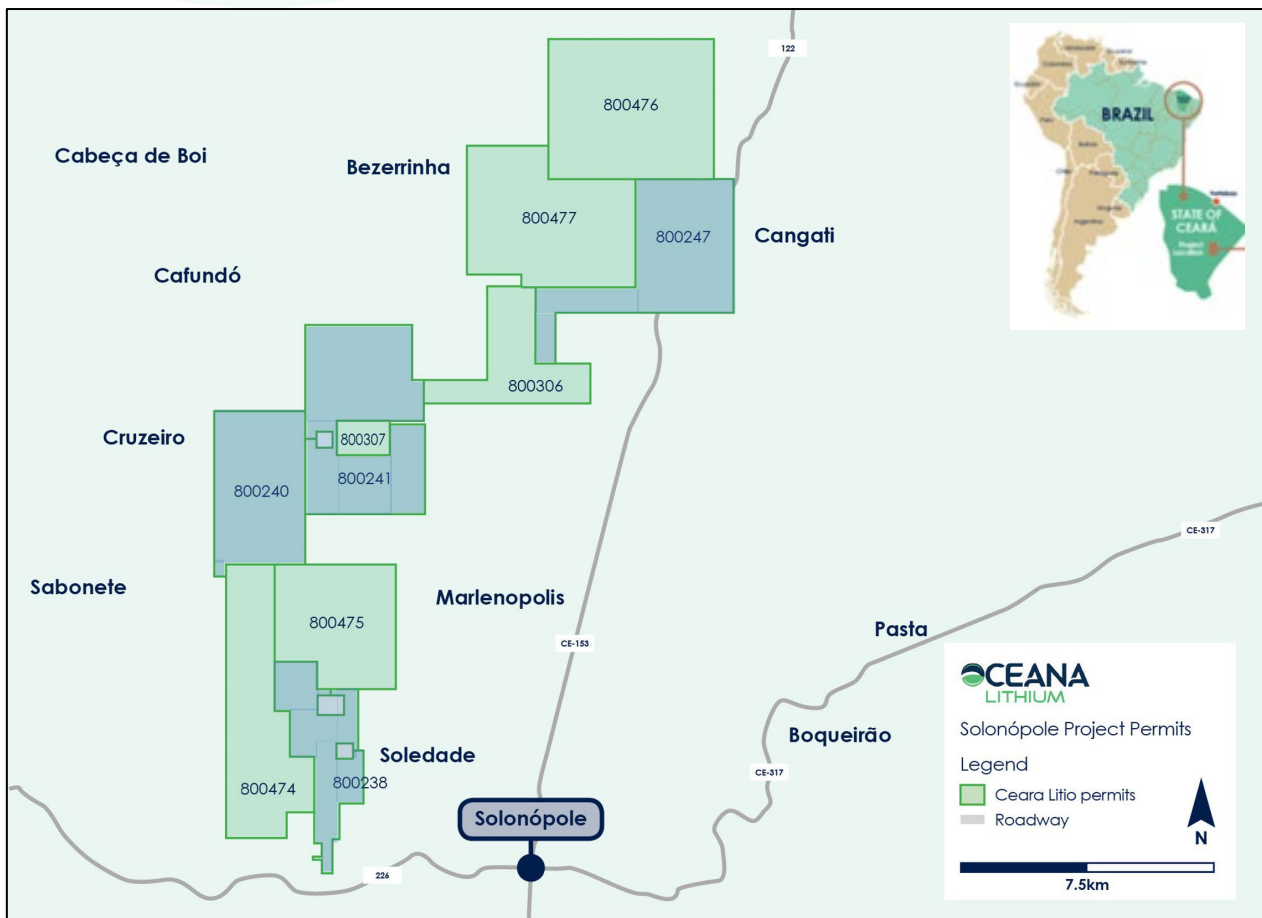 122
800476
Cabeça de Boi
Bezerrinha
800477
800247
Cangati
Cafundó
800306
Cruzeiro
800307
800241
800240
CE-317
Sabonete
Marlenopolis
800475
Pasta
CE-153
Boqueirão
Soledade
800238
800474
CE-317
Solonópole
226
BRAZIL
STATE OF
CEARÁ
Project
Location
OCEANA
LITHIUM
Solonópole Project Permits
Legend
Ceara Litio permits
Roadway
N
7.5km